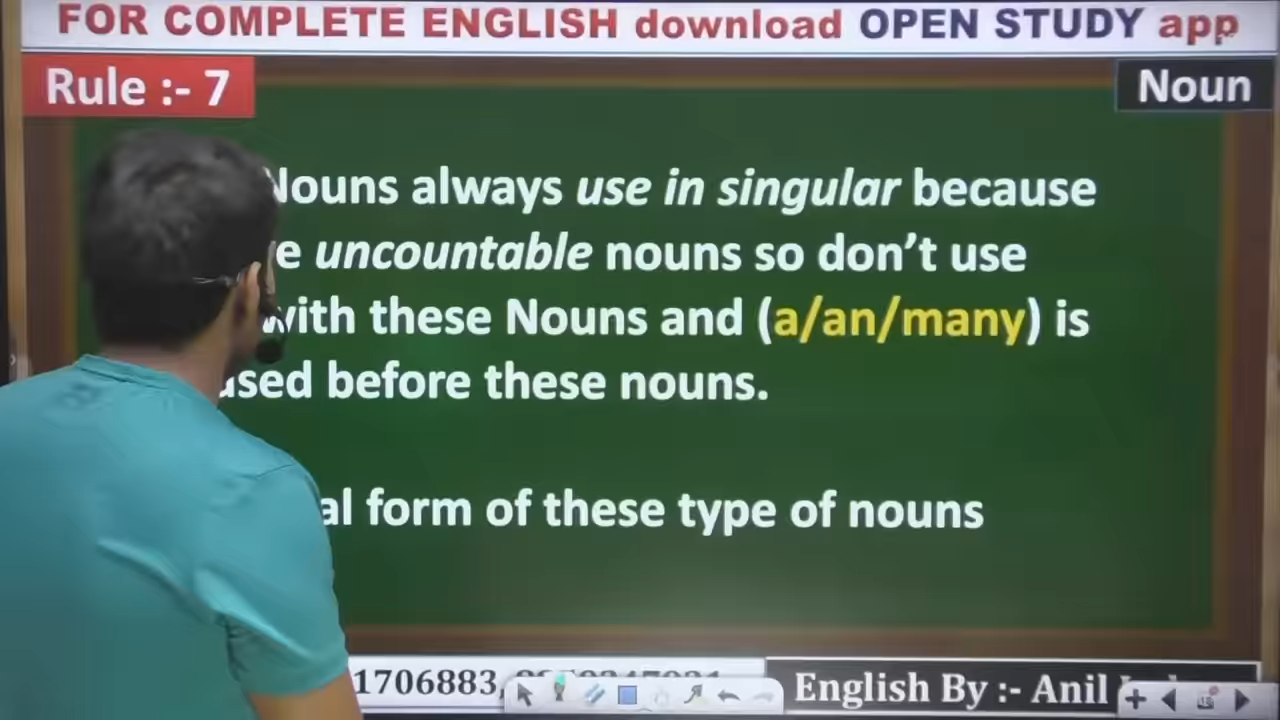 FOR COMPLETE ENGLISH download OPEN STUDY app
Rule :- 7
Noun
Nouns always use in singular because
uncountable nouns so don't use
with these Nouns and (a/an/many) is
used before these nouns.
form of these type of nouns
1706883,
English By :- Anil